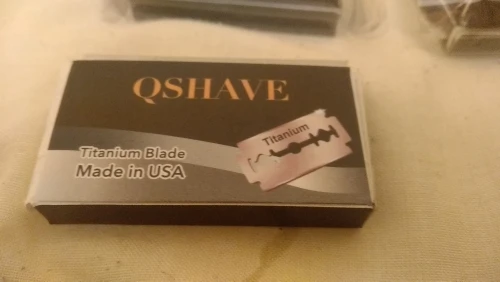 QSHAVE
Titanium
Titanium Blade
Made in USA